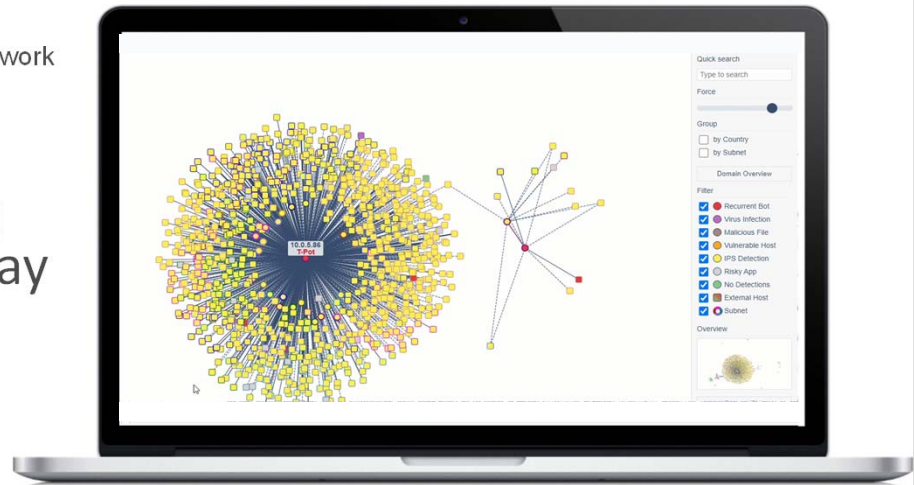 work
ay
10.0.5.86
T-Pot
Quick search
Type to search
Force
Group
by Country
by Subnet
Domain Overview
Filter
Recurrent Bot
Virus Infection
Malicious File
Vulnerable Host
IPS Detection
Risky App
No Detections
External Host
Subnet
Overview